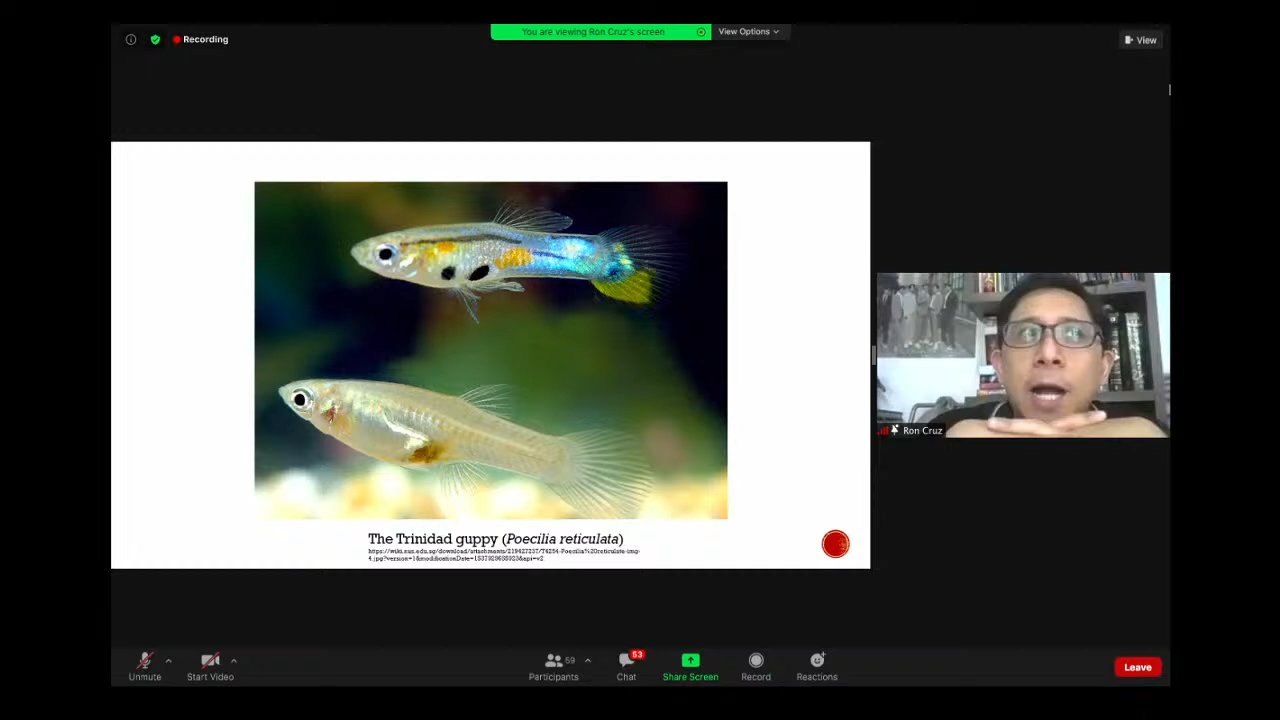 Recording
You are viewing Ron Cruz's screen
View Options
View
Ron Cruz
The Trinidad guppy (Poecilia reticulata)
Unmute
Start Video
59
Participants
53
Chat
Share Screen
Record
Reactions
Leave